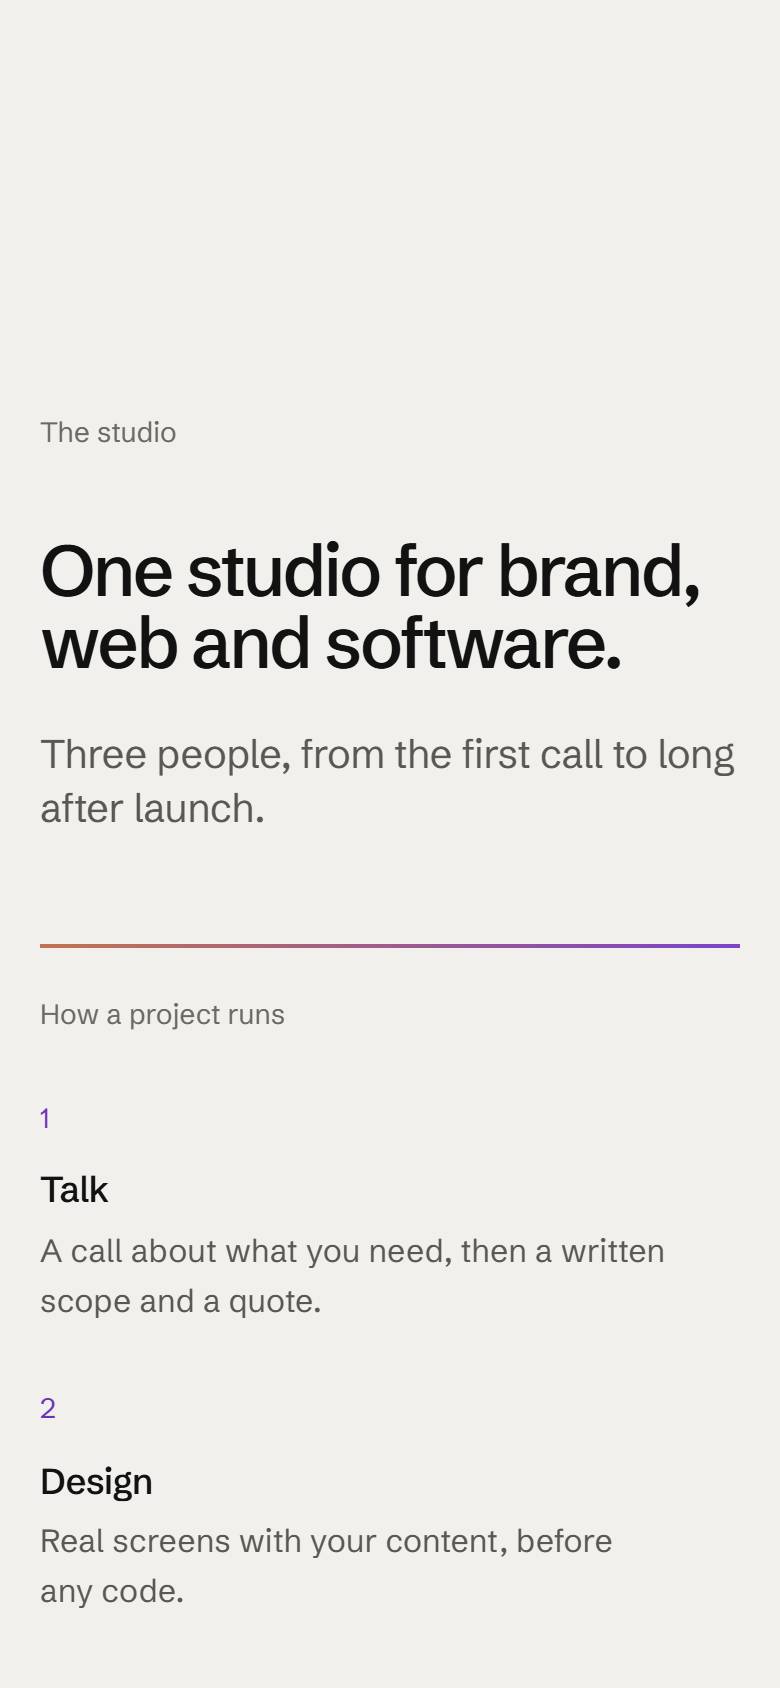 The studio
One studio for brand,
web and software.
Three people, from the first call to long
after launch.
How a project runs
1
Talk
A call about what you need, then a written
scope and a quote.
2
Design
Real screens with your content, before
any code.